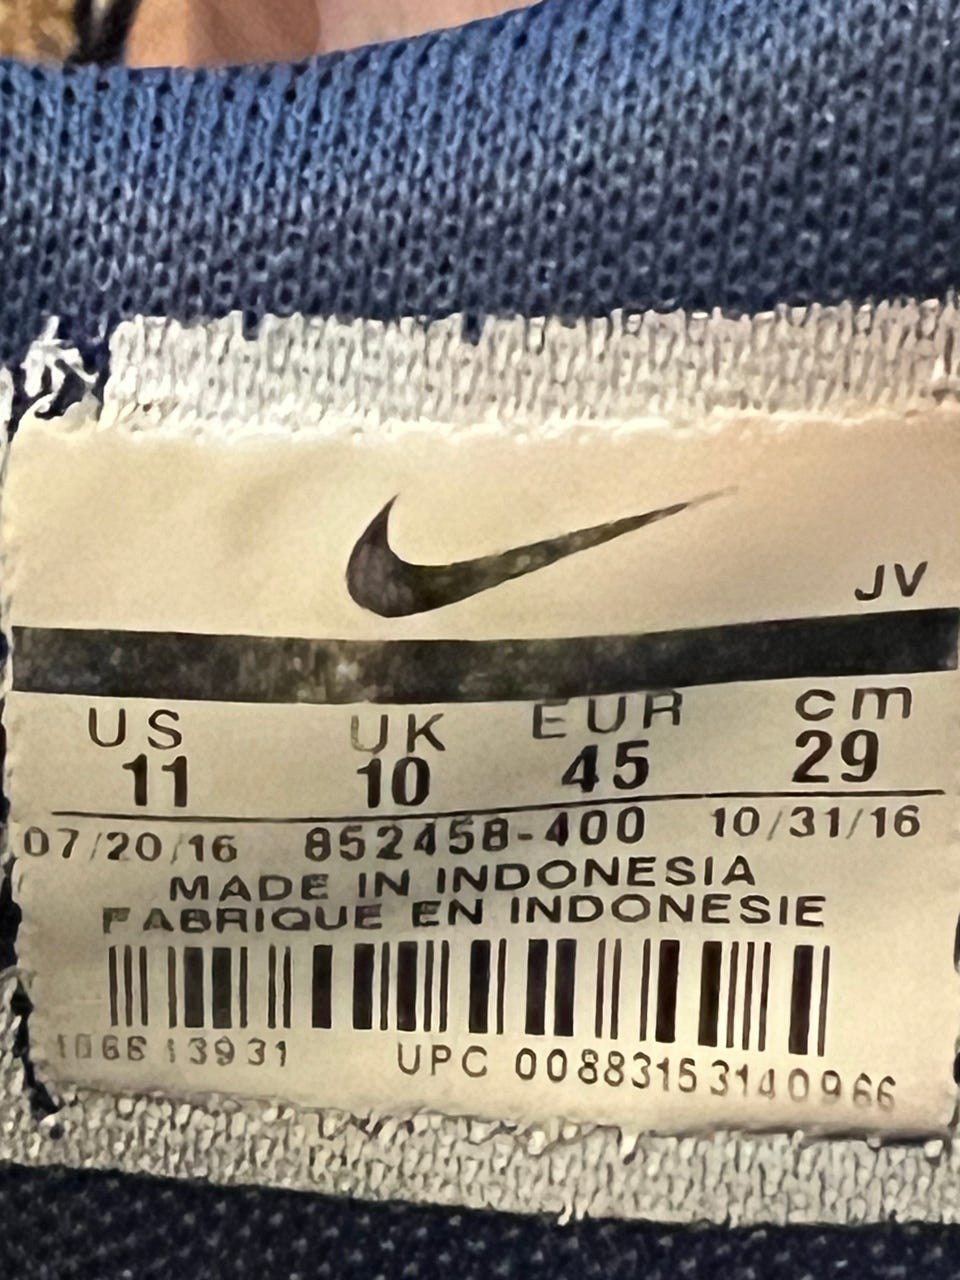 JV
US UK EUR cm
11 10 45 29
07/20/16 852458-400 10/31/16
MADE IN INDONESIA
FABRIQUE EN INDONESIE
UPC 00883153140966